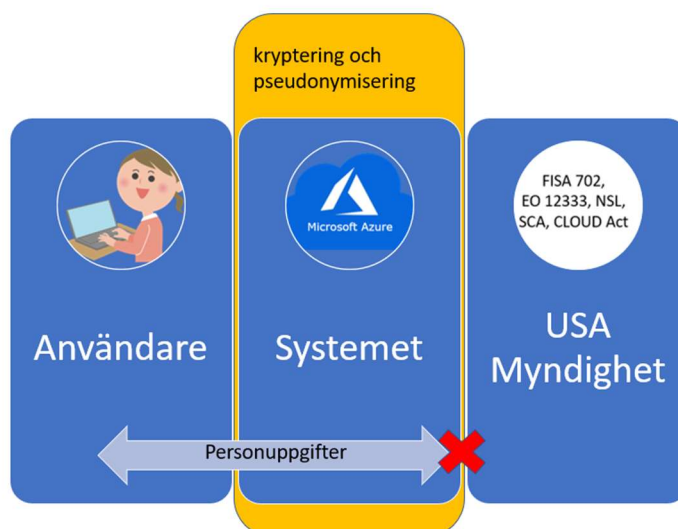 kryptering och
pseudonymisering
FISA 702,
EO 12333, NSL,
SCA, CLOUD Act
Microsoft Azure
Användare
Systemet
USA
Myndighet
Personuppgifter